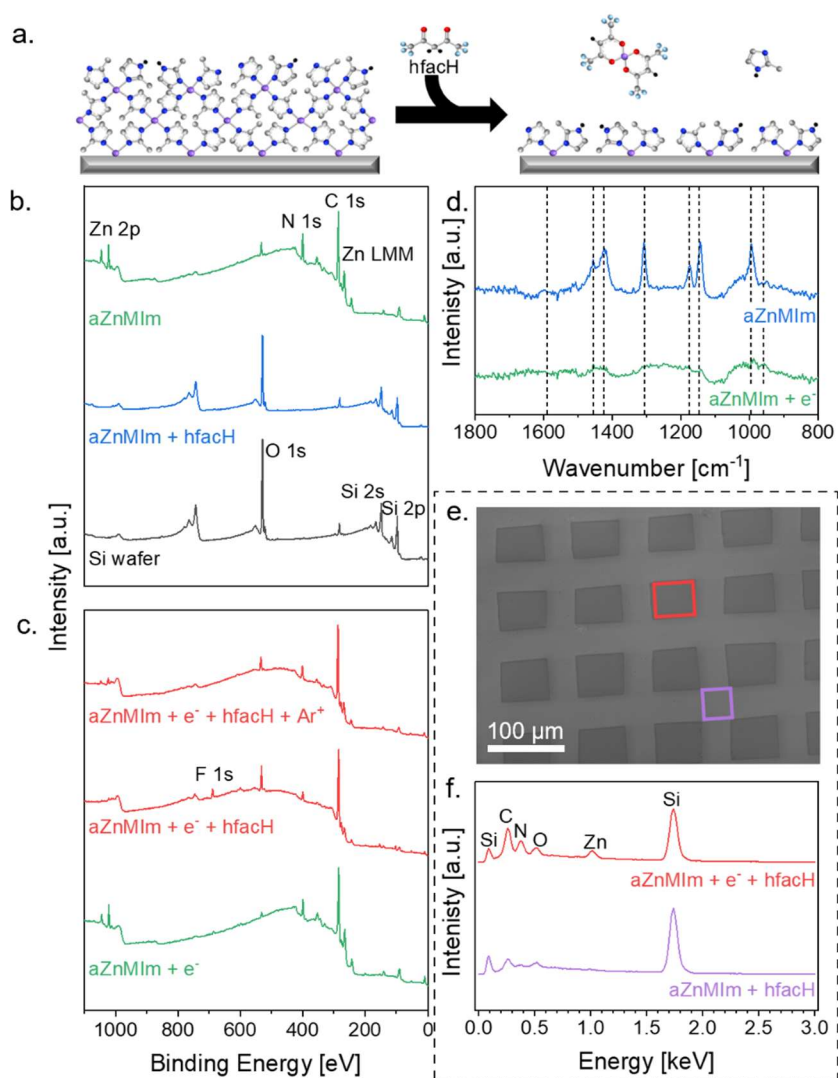 a.
hfacH
b.
C 1s
N 1s
Zn 2p
Zn LMM
aZnMIm
aZnMIm + hfacH
O 1s
Si 2s
Si 2p
Si wafer
Intensity [a.u.]
c.
aZnMIm + e⁻ + hfacH + Ar⁺
F 1s
aZnMIm + e⁻ + hfacH
aZnMIm + e⁻
1000 800 600 400 200 0
Binding Energy [eV]
d.
Intenisty [a.u.]
aZnMIm
aZnMIm + e⁻
1800 1600 1400 1200 1000 800
Wavenumber [cm⁻¹]
e.
100 µm
f.
Intenisty [a.u.]
Si
C
N
O
Zn
Si
aZnMIm + e⁻ + hfacH
aZnMIm + hfacH
0.0 0.5 1.0 1.5 2.0 2.5 3.0
Energy [keV]